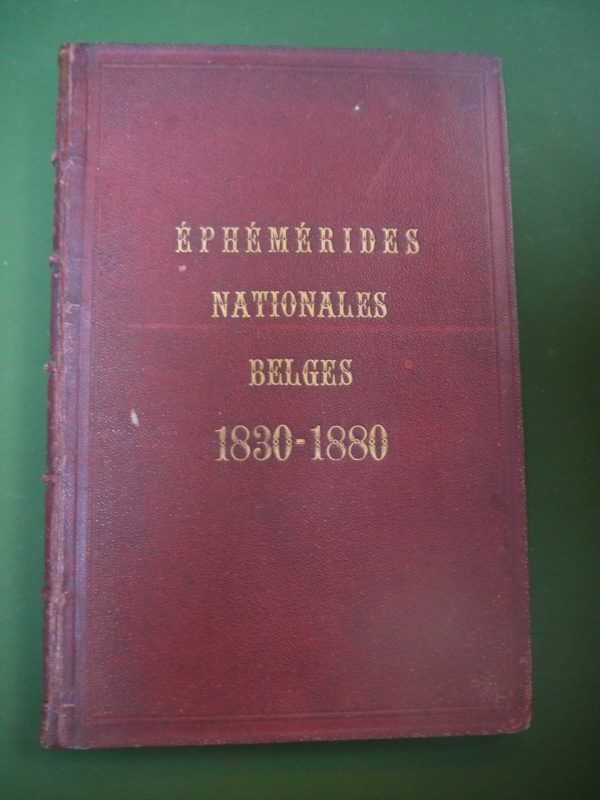 ÉPHÉMÉRIDES
NATIONALES
BELGES
1830-1880